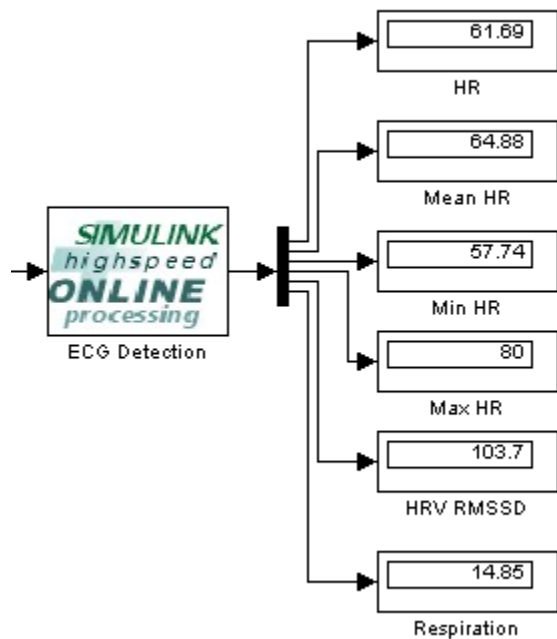 61.69
HR
64.88
Mean HR
SIMULINK
highspeed
ONLINE
processing
ECG Detection
57.74
Min HR
80
Max HR
103.7
HRV RMSSD
14.85
Respiration